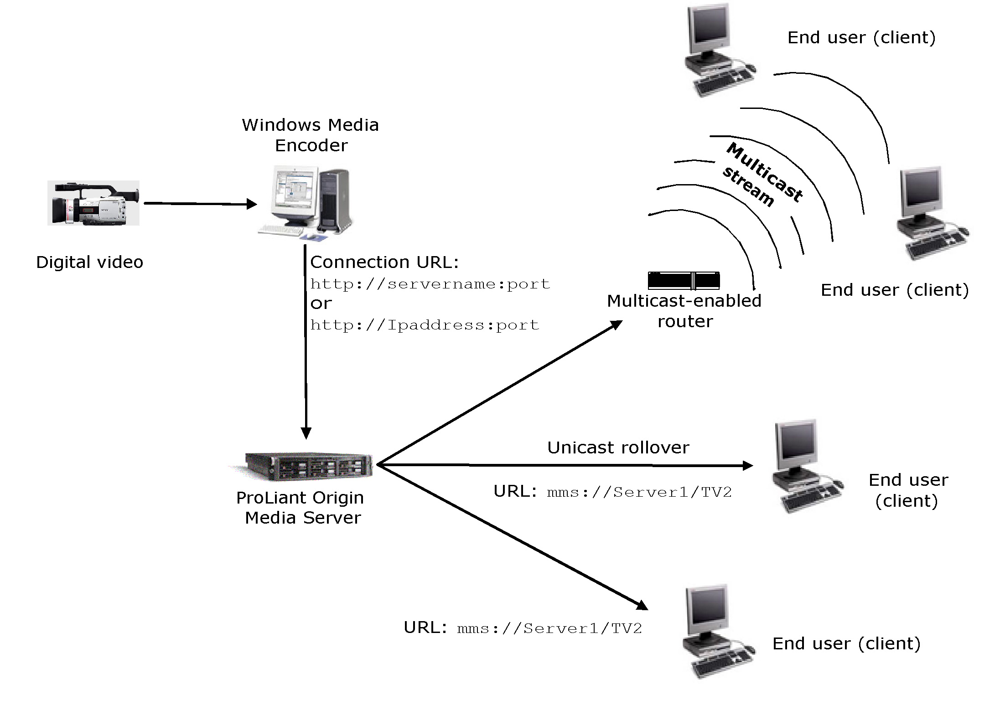 End user (client)
Windows Media
Encoder
Multicast
stream
Digital video
Connection URL:
http://servername:port
or
http://Ipaddress:port
End user (client)
Multicast-enabled
router
Unicast rollover
URL: mms://Server1/TV2
End user
(client)
ProLiant Origin
Media Server
URL: mms://Server1/TV2
End user (client)